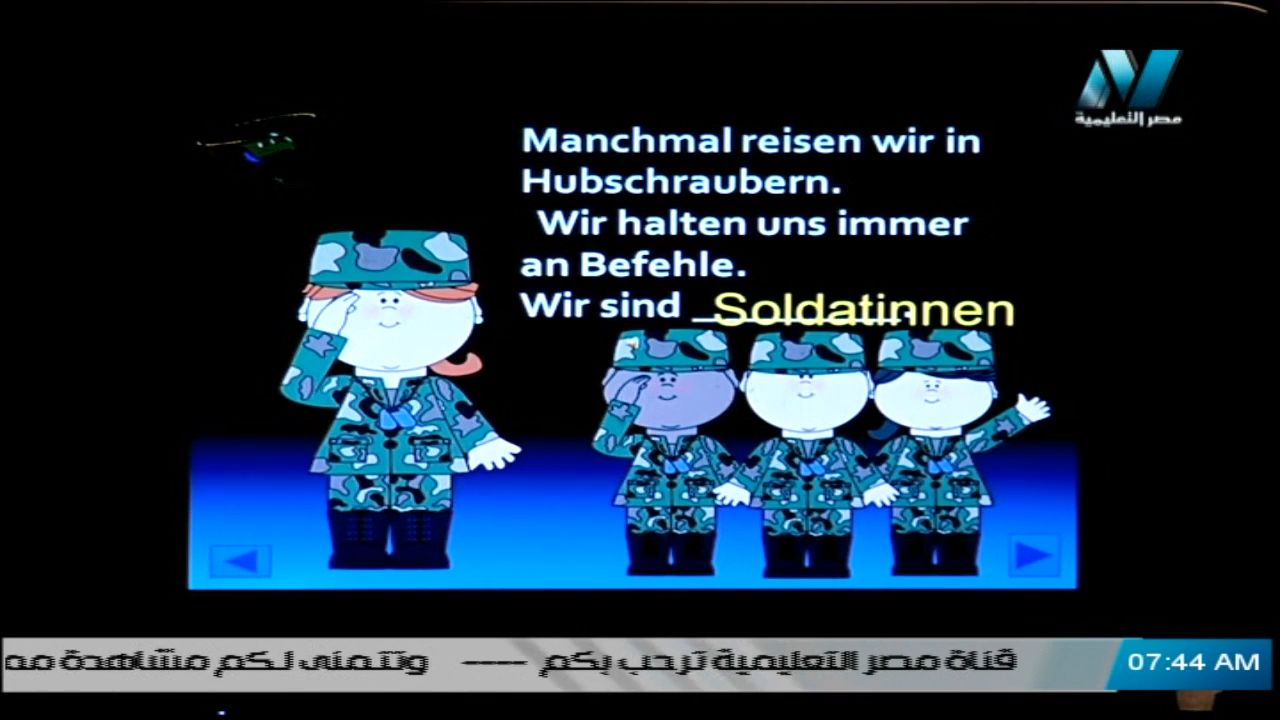 مصر التعليمية
Manchmal reisen wir in
Hubschraubern.
Wir halten uns immer
an Befehle.
Wir sind ____________.
Soldatinnen
قناة مصر التعليمية ترحب بكم ---- وتتمنى لكم مشاهدة مم
07:44 AM